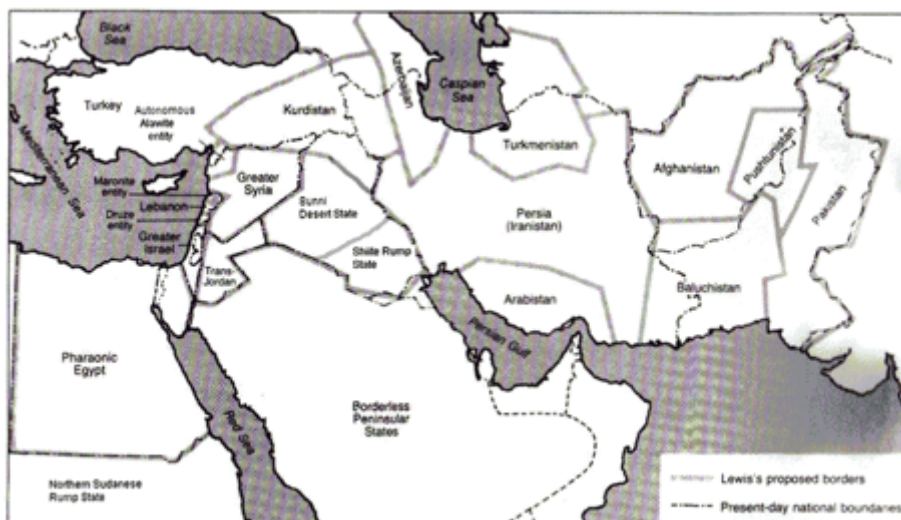 Black
Sea
Turkey
Autonomous
Alawite
entity
Kurdistan
Azerbaijan
Caspian
Sea
Turkmenistan
Afghanistan
Pushtunistan
Pakistan
Mediterranean Sea
Maronite
entity
Lebanon
Druze
entity
Greater
Israel
Greater
Syria
Sunni
Desert State
Persia
(Iranistan)
Trans-
Jordan
Shiite Rump
State
Arabistan
Baluchistan
Persian Gulf
Pharaonic
Egypt
Red Sea
Borderless
Peninsular
States
Northern Sudanese
Rump State
Lewis's proposed borders
Present-day national boundaries